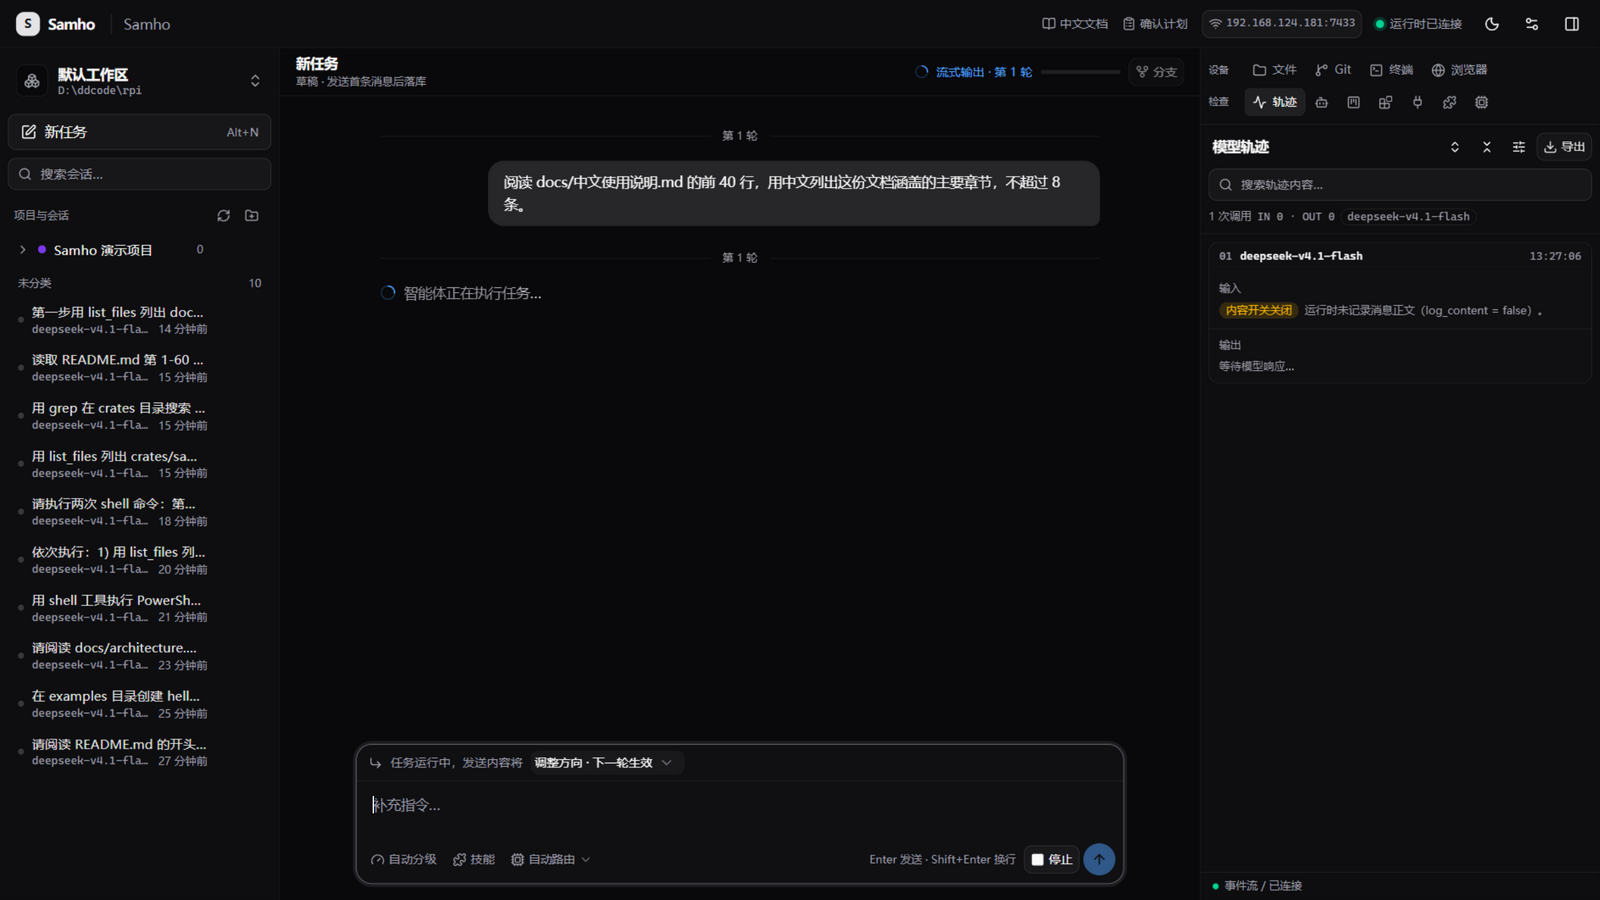 S Samho Samho
中文文档 确认计划 192.168.124.181:7433 运行时已连接
默认工作区
D:\ddcode\rpi
新任务 Alt+N
搜索会话...
项目与会话
Samho 演示项目 0
未分类 10
第一步用 list_files 列出 doc...
deepseek-v4.1-fla... 14 分钟前
读取 README.md 第 1-60 ...
deepseek-v4.1-fla... 15 分钟前
用 grep 在 crates 目录搜索 ...
deepseek-v4.1-fla... 15 分钟前
用 list_files 列出 crates/sa...
deepseek-v4.1-fla... 15 分钟前
请执行两次 shell 命令：第...
deepseek-v4.1-fla... 18 分钟前
依次执行：1) 用 list_files 列...
deepseek-v4.1-fla... 20 分钟前
用 shell 工具执行 PowerSh...
deepseek-v4.1-fla... 21 分钟前
请阅读 docs/architecture....
deepseek-v4.1-fla... 23 分钟前
在 examples 目录创建 hell...
deepseek-v4.1-fla... 25 分钟前
请阅读 README.md 的开头...
deepseek-v4.1-fla... 27 分钟前
新任务
草稿 · 发送首条消息后落库
流式输出 · 第 1 轮 分支
第 1 轮
阅读 docs/中文使用说明.md 的前 40 行，用中文列出这份文档涵盖的主要章节，不超过 8
条。
第 1 轮
智能体正在执行任务...
任务运行中，发送内容将 调整方向 · 下一轮生效
补充指令...
自动分级 技能 自动路由 Enter 发送 · Shift+Enter 换行 停止
设备 文件 Git 终端 浏览器
检查 轨迹
模型轨迹 导出
搜索轨迹内容...
1 次调用 IN 0 · OUT 0 deepseek-v4.1-flash
01 deepseek-v4.1-flash 13:27:06
输入
内容开关关闭 运行时未记录消息正文（log_content = false）。
输出
等待模型响应...
事件流 / 已连接